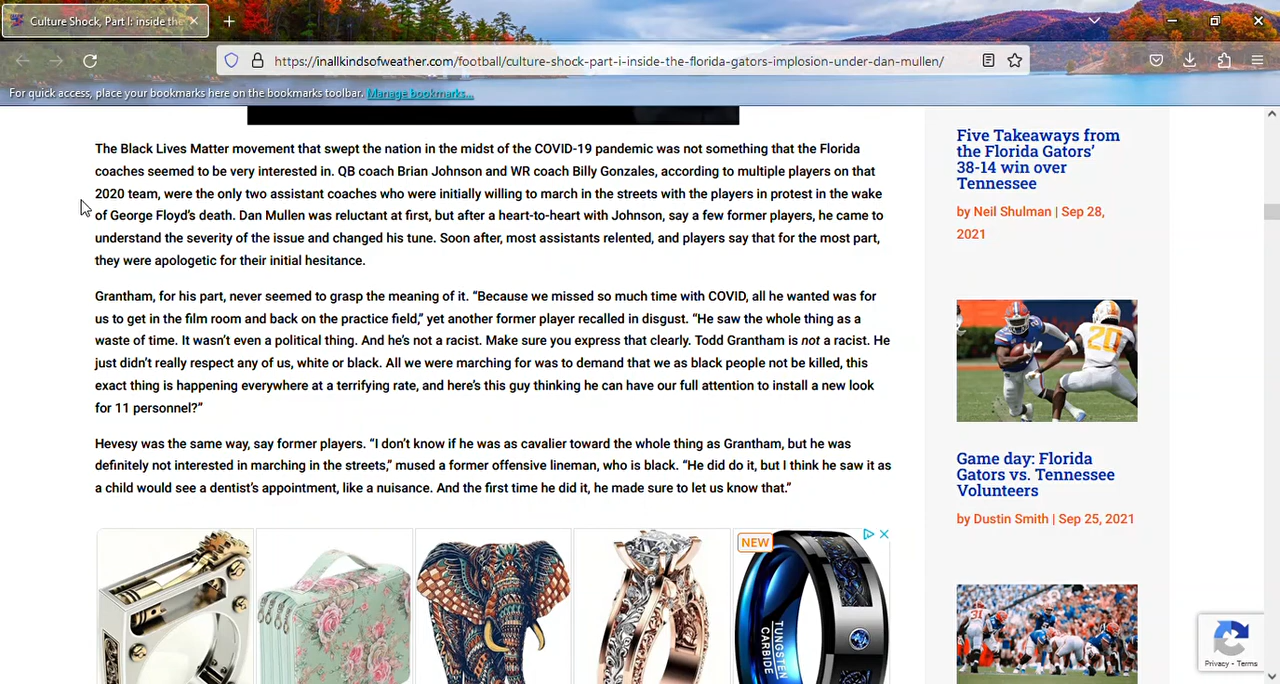 Culture Shock, Part I: inside the
https://inallkindsofweather.com/football/culture-shock-part-i-inside-the-florida-gators-implosion-under-dan-mullen/
For quick access, place your bookmarks here on the bookmarks toolbar. Manage bookmarks...
The Black Lives Matter movement that swept the nation in the midst of the COVID-19 pandemic was not something that the Florida
coaches seemed to be very interested in. QB coach Brian Johnson and WR coach Billy Gonzales, according to multiple players on that
2020 team, were the only two assistant coaches who were initially willing to march in the streets with the players in protest in the wake
of George Floyd's death. Dan Mullen was reluctant at first, but after a heart-to-heart with Johnson, say a few former players, he came to
understand the severity of the issue and changed his tune. Soon after, most assistants relented, and players say that for the most part,
they were apologetic for their initial hesitance.
Grantham, for his part, never seemed to grasp the meaning of it. “Because we missed so much time with COVID, all he wanted was for
us to get in the film room and back on the practice field,” yet another former player recalled in disgust. “He saw the whole thing as a
waste of time. It wasn't even a political thing. And he's not a racist. Make sure you express that clearly. Todd Grantham is not a racist. He
just didn't really respect any of us, white or black. All we were marching for was to demand that we as black people not be killed, this
exact thing is happening everywhere at a terrifying rate, and here's this guy thinking he can have our full attention to install a new look
for 11 personnel?”
Hevesy was the same way, say former players. “I don't know if he was as cavalier toward the whole thing as Grantham, but he was
definitely not interested in marching in the streets,” mused a former offensive lineman, who is black. “He did do it, but I think he saw it as
a child would see a dentist's appointment, like a nuisance. And the first time he did it, he made sure to let us know that.”
NEW
TUNGSTEN
CARBIDE
Five Takeaways from
the Florida Gators'
38-14 win over
Tennessee
by Neil Shulman | Sep 28,
2021
20
Game day: Florida
Gators vs. Tennessee
Volunteers
by Dustin Smith | Sep 25, 2021
Privacy - Terms